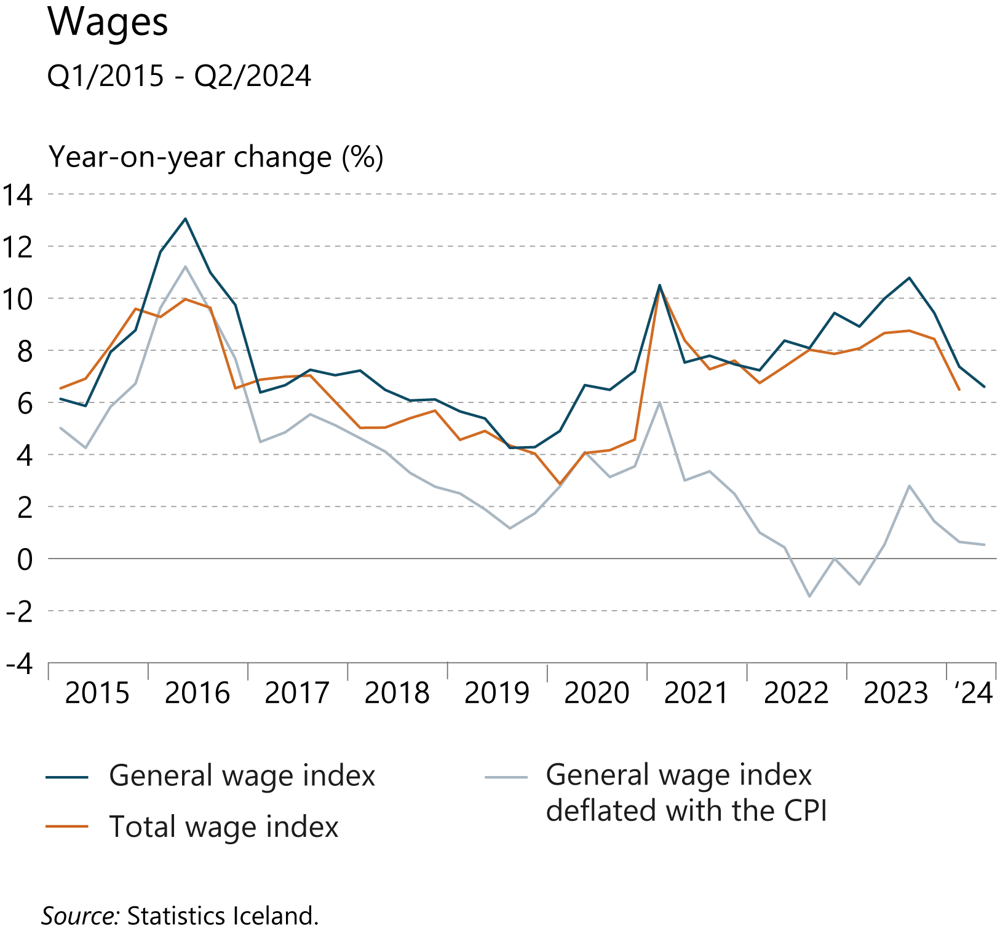 Wages
Q1/2015 - Q2/2024
Year-on-year change (%)
14
12
10
8
6
4
2
0
-2
-4
2015 2016 2017 2018 2019 2020 2021 2022 2023 ‘24
General wage index
Total wage index
General wage index
deflated with the CPI
Source: Statistics Iceland.